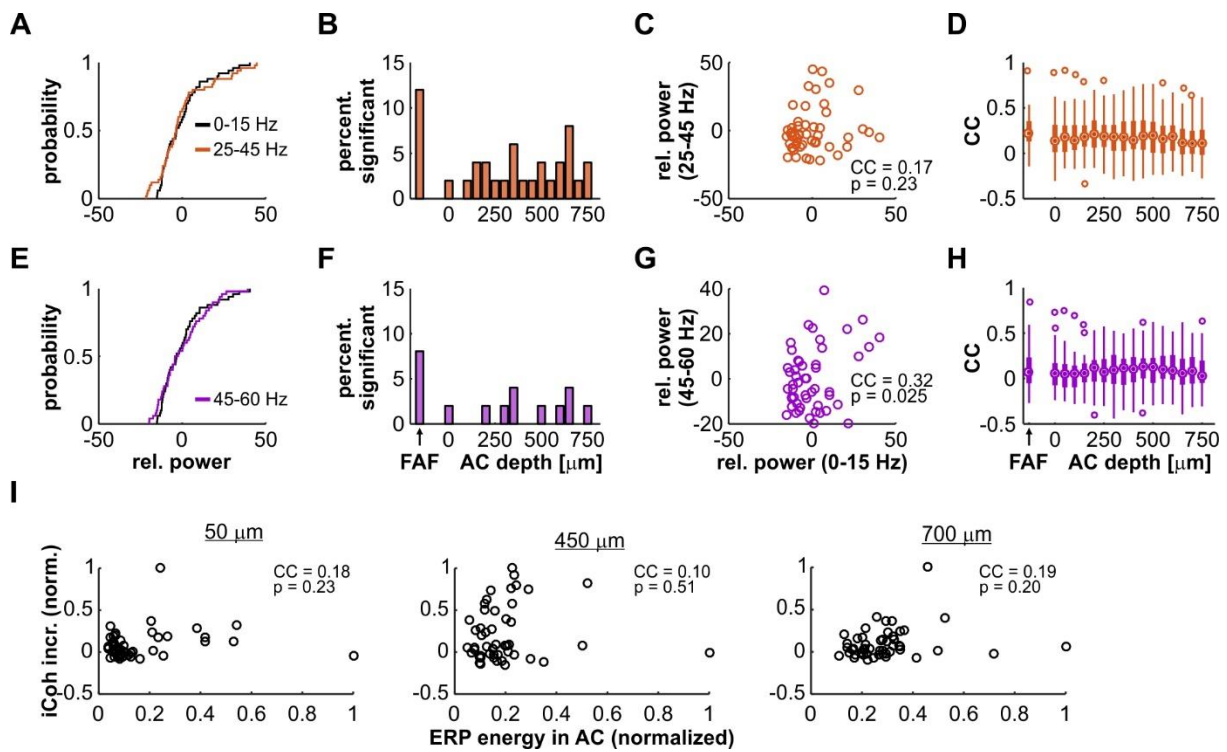 A
probability
1
0.5
0
-50
0
50
0-15 Hz
25-45 Hz
B
percent.
significant
15
10
5
0
0
250
500
750
C
rel. power
(25-45 Hz)
50
0
-50
-50
0
50
CC = 0.17
p = 0.23
D
CC
1
0.5
0
-0.5
0
250
500
750
E
probability
1
0.5
0
-50
0
50
45-60 Hz
rel. power
F
percent.
significant
15
10
5
0
0
250
500
750
FAF
AC depth [μm]
G
rel. power
(45-60 Hz)
40
20
0
-20
-50
0
50
CC = 0.32
p = 0.025
rel. power (0-15 Hz)
H
CC
1
0.5
0
-0.5
0
250
500
750
FAF
AC depth [μm]
I
50 μm
iCoh incr. (norm.)
1
0.5
0
-0.5
CC = 0.18
p = 0.23
0
0.2
0.4
0.6
0.8
1
450 μm
1
0.5
0
-0.5
CC = 0.10
p = 0.51
0
0.2
0.4
0.6
0.8
1
700 μm
1
0.5
0
-0.5
CC = 0.19
p = 0.20
0
0.2
0.4
0.6
0.8
1
ERP energy in AC (normalized)